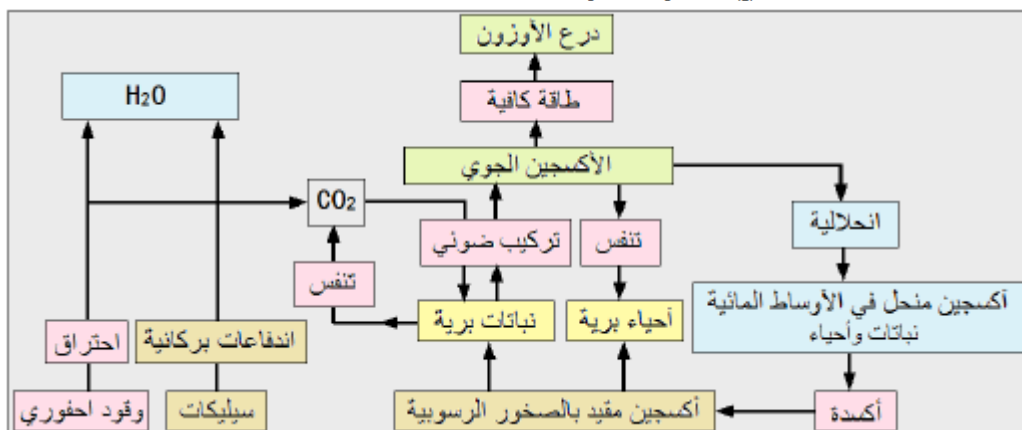 درع الأوزون
طاقة كافية
H₂O
الأكسجين الجوي
CO₂
انحلالية
تركيب ضوئي
تنفس
تنفس
أكسجين منحل في الأوساط المائية
نباتات وأحياء
نباتات برية
أحياء برية
احتراق
اندفاعات بركانية
وقود احفوري
سيليكات
أكسجين مقيد بالصخور الرسوبية
أكسدة